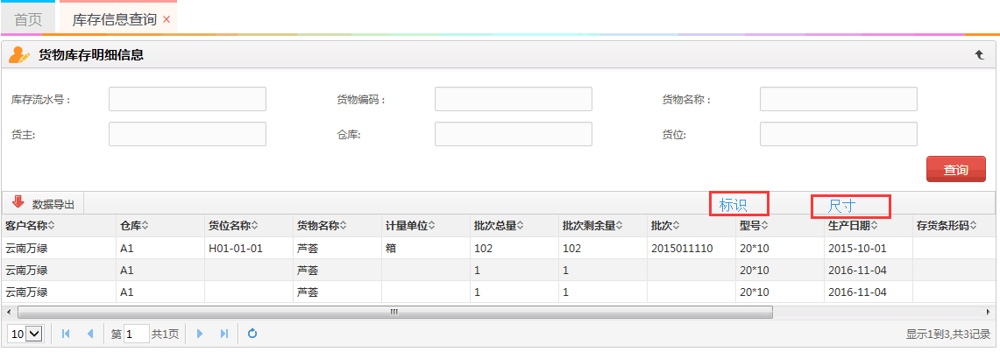 首页 库存信息查询 ×
货物库存明细信息
库存流水号： 货物编码： 货物名称：
货主: 仓库: 货位:
查询
数据导出 标识 尺寸
客户名称 仓库 货位名称 货物名称 计量单位 批次总量 批次剩余量 批次 型号 生产日期 存货条形码
云南万绿 A1 H01-01-01 芦荟 箱 102 102 2015011110 20*10 2015-10-01
云南万绿 A1 芦荟 1 1 20*10 2016-11-04
云南万绿 A1 芦荟 1 1 20*10 2016-11-04
10 第 1 共1页 显示1到3,共3记录